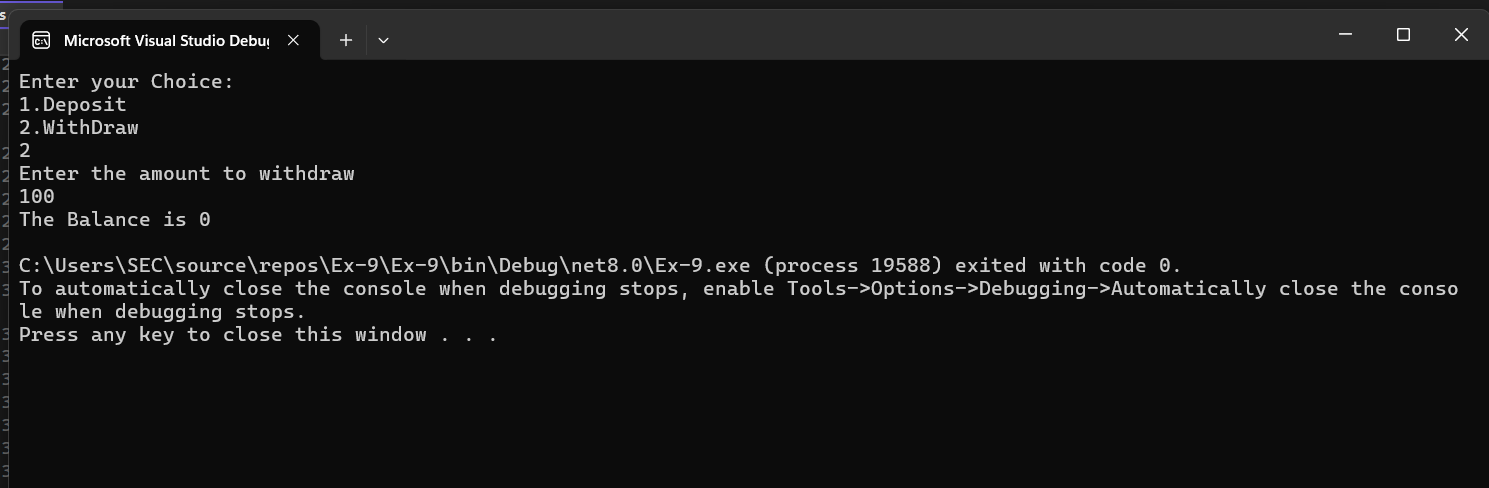 Microsoft Visual Studio Debug
Enter your Choice:
1.Deposit
2.WithDraw
2
Enter the amount to withdraw
100
The Balance is 0
C:\Users\SEC\source\repos\Ex-9\Ex-9\bin\Debug\net8.0\Ex-9.exe (process 19588) exited with code 0.
To automatically close the console when debugging stops, enable Tools->Options->Debugging->Automatically close the conso
le when debugging stops.
Press any key to close this window . . .